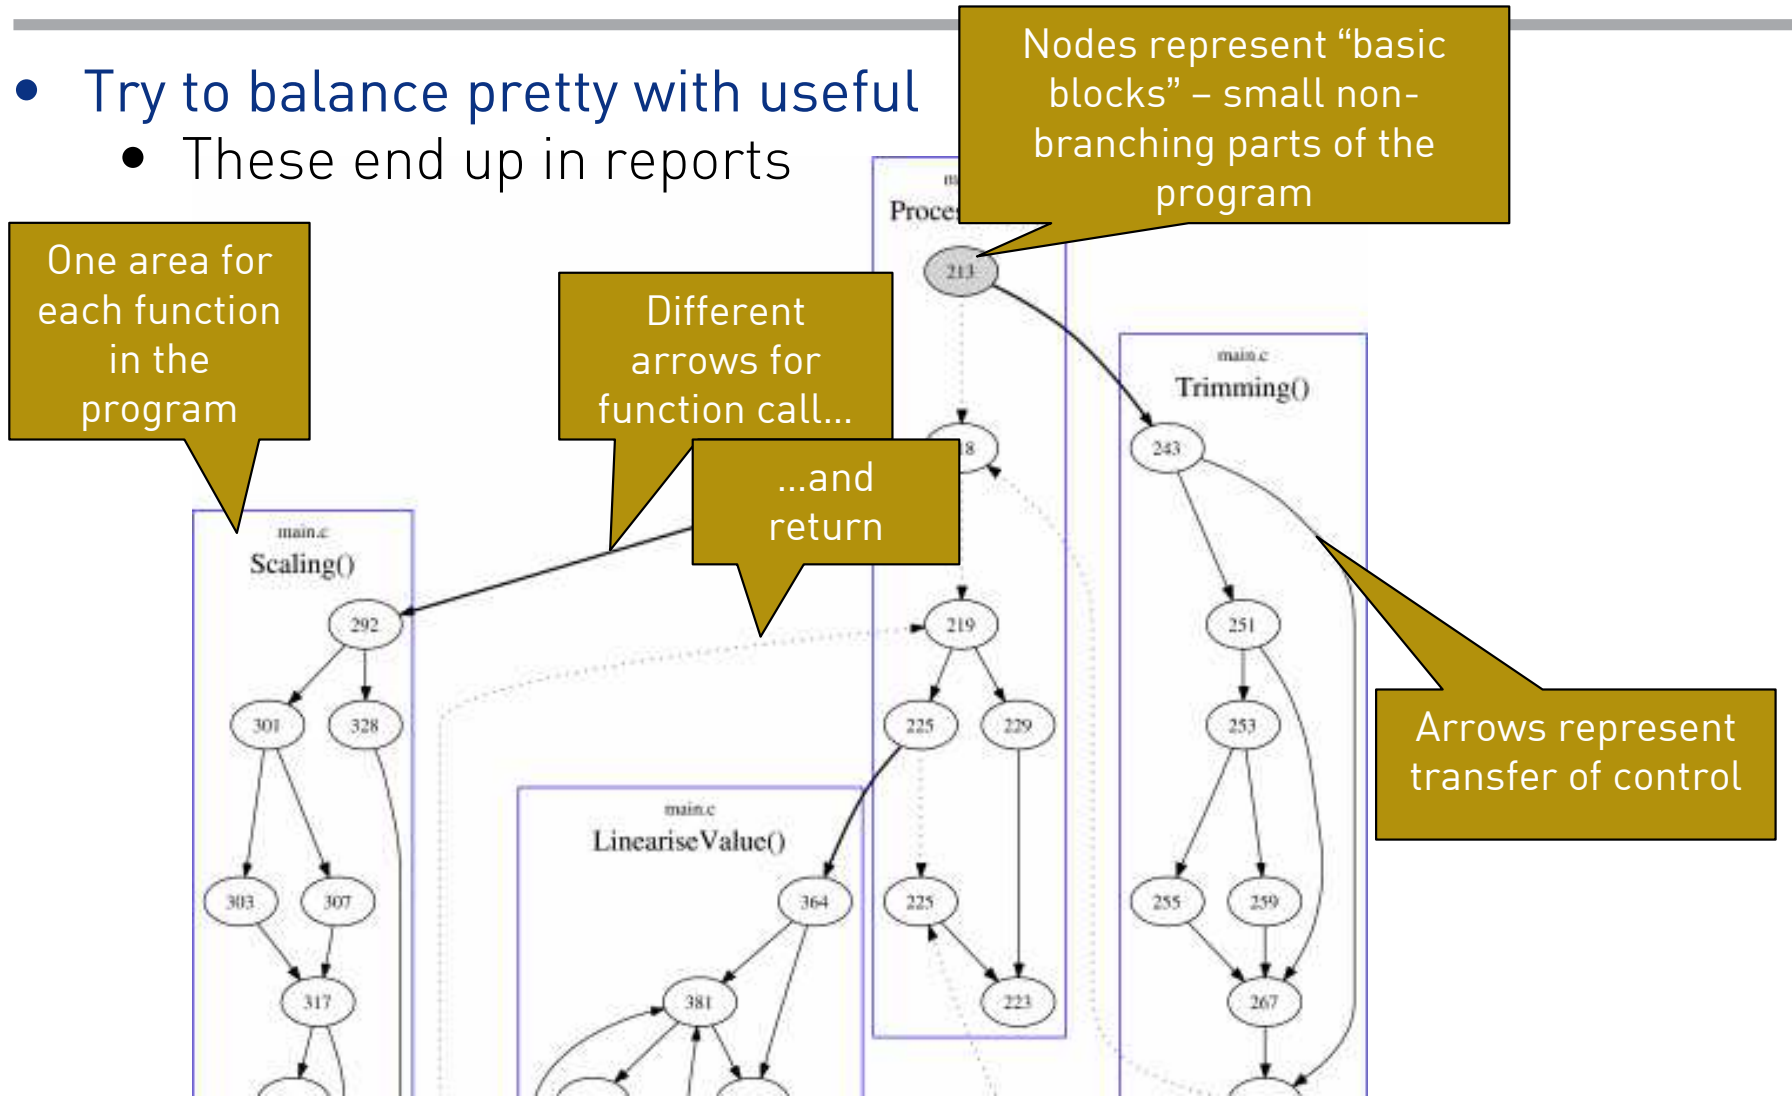 Try to balance pretty with useful
These end up in reports
Nodes represent “basic
blocks” – small non-
branching parts of the
program
One area for
each function
in the
program
Different
arrows for
function call...
...and
return
Arrows represent
transfer of control
213
219
225
229
225
223
main.c
Trimming()
243
251
253
255
259
267
main.c
Scaling()
292
301
328
303
307
317
main.c
LineariseValue()
364
381